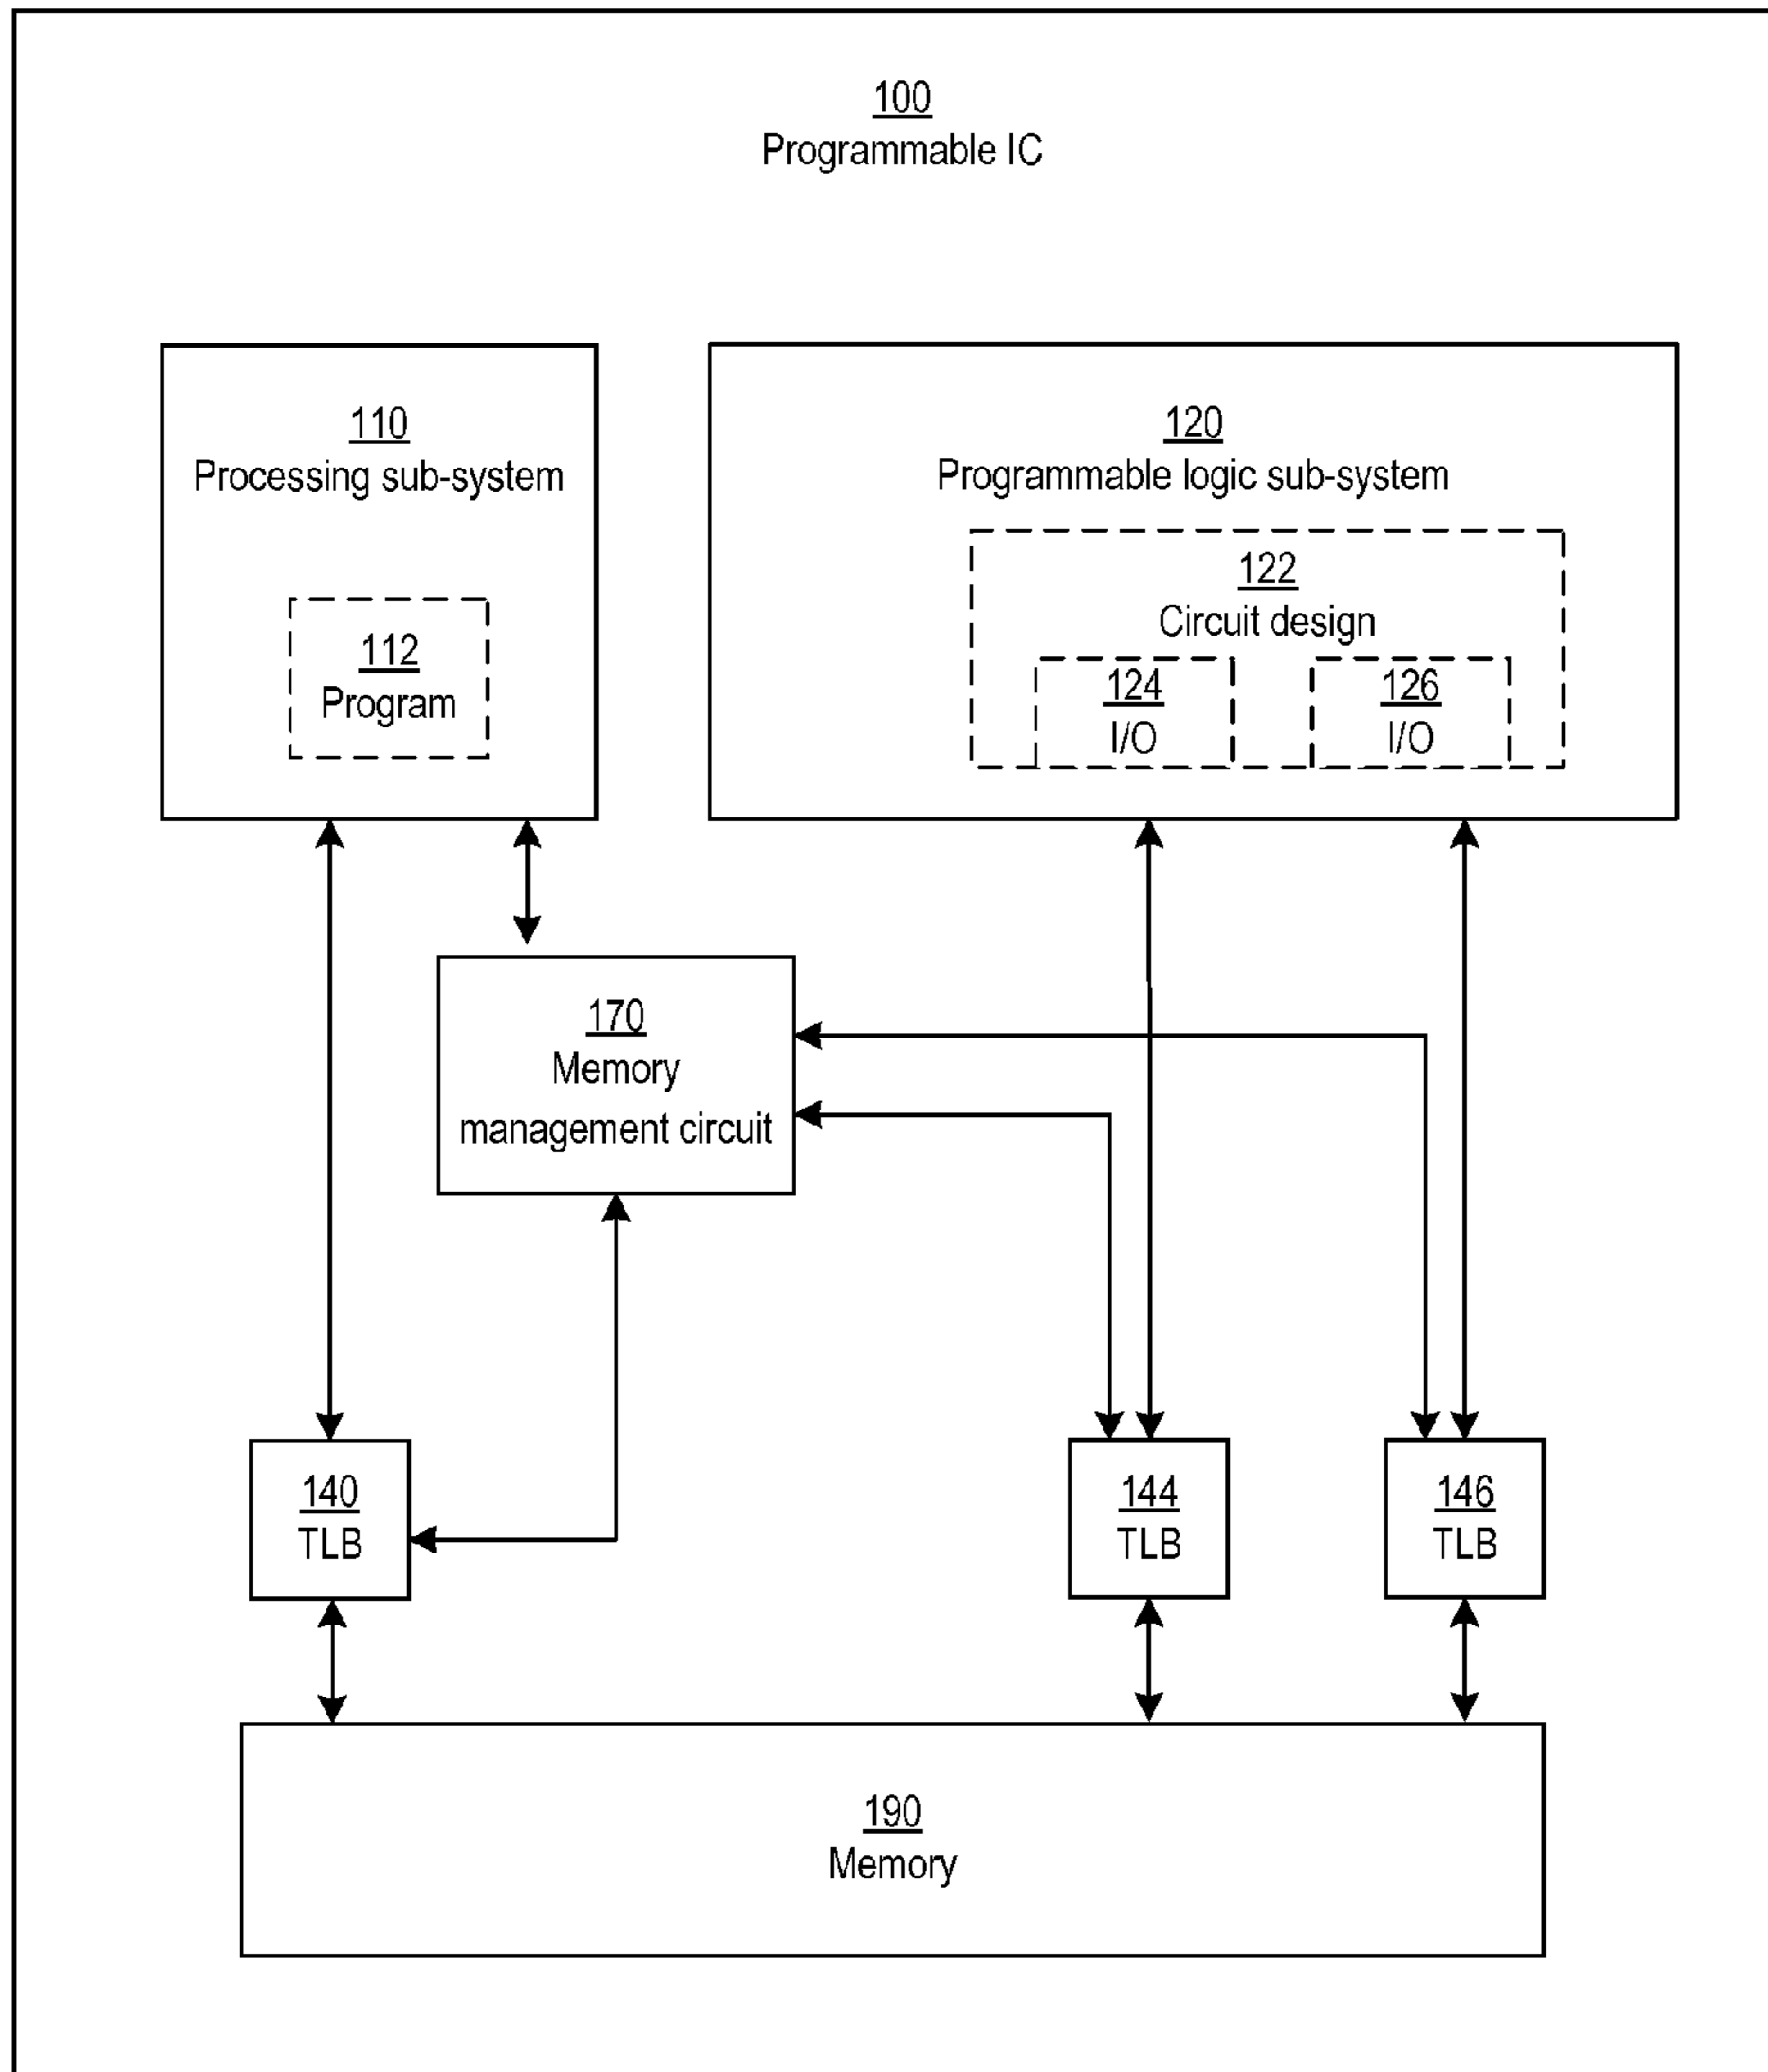 100
Programmable IC
110
Processing sub-system
112
Program
120
Programmable logic sub-system
122
Circuit design
124
I/O
126
I/O
170
Memory
management circuit
140
TLB
144
TLB
146
TLB
190
Memory